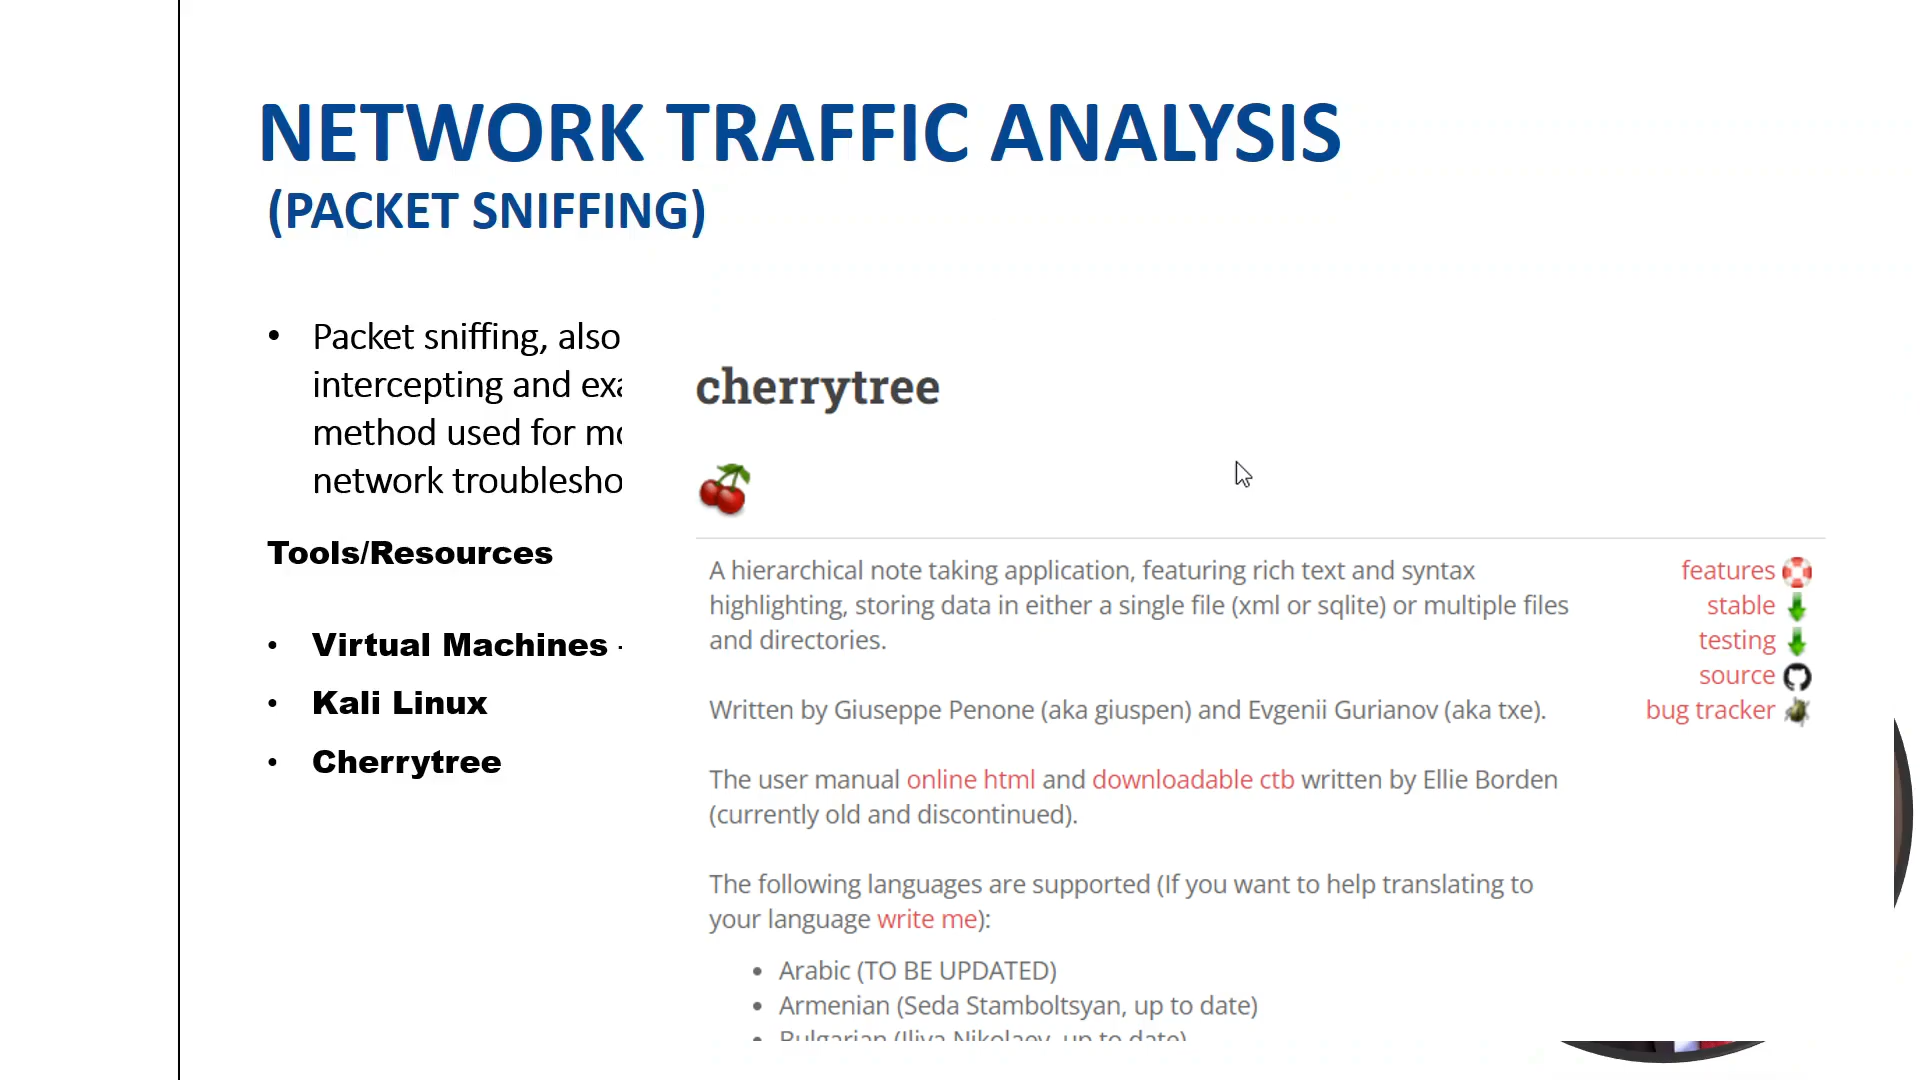 NETWORK TRAFFIC ANALYSIS
(PACKET SNIFFING)
• Packet sniffing, also
intercepting and exa
method used for mo
network troublesho
Tools/Resources
• Virtual Machines -
• Kali Linux
• Cherrytree
cherrytree
A hierarchical note taking application, featuring rich text and syntax
highlighting, storing data in either a single file (xml or sqlite) or multiple files
and directories.
Written by Giuseppe Penone (aka giuspen) and Evgenii Gurianov (aka txe).
The user manual online html and downloadable ctb written by Ellie Borden
(currently old and discontinued).
The following languages are supported (If you want to help translating to
your language write me):
• Arabic (TO BE UPDATED)
• Armenian (Seda Stamboltsyan, up to date)
• Bulgarian (Iliya Nikolaev, up to date)
features
stable
testing
source
bug tracker